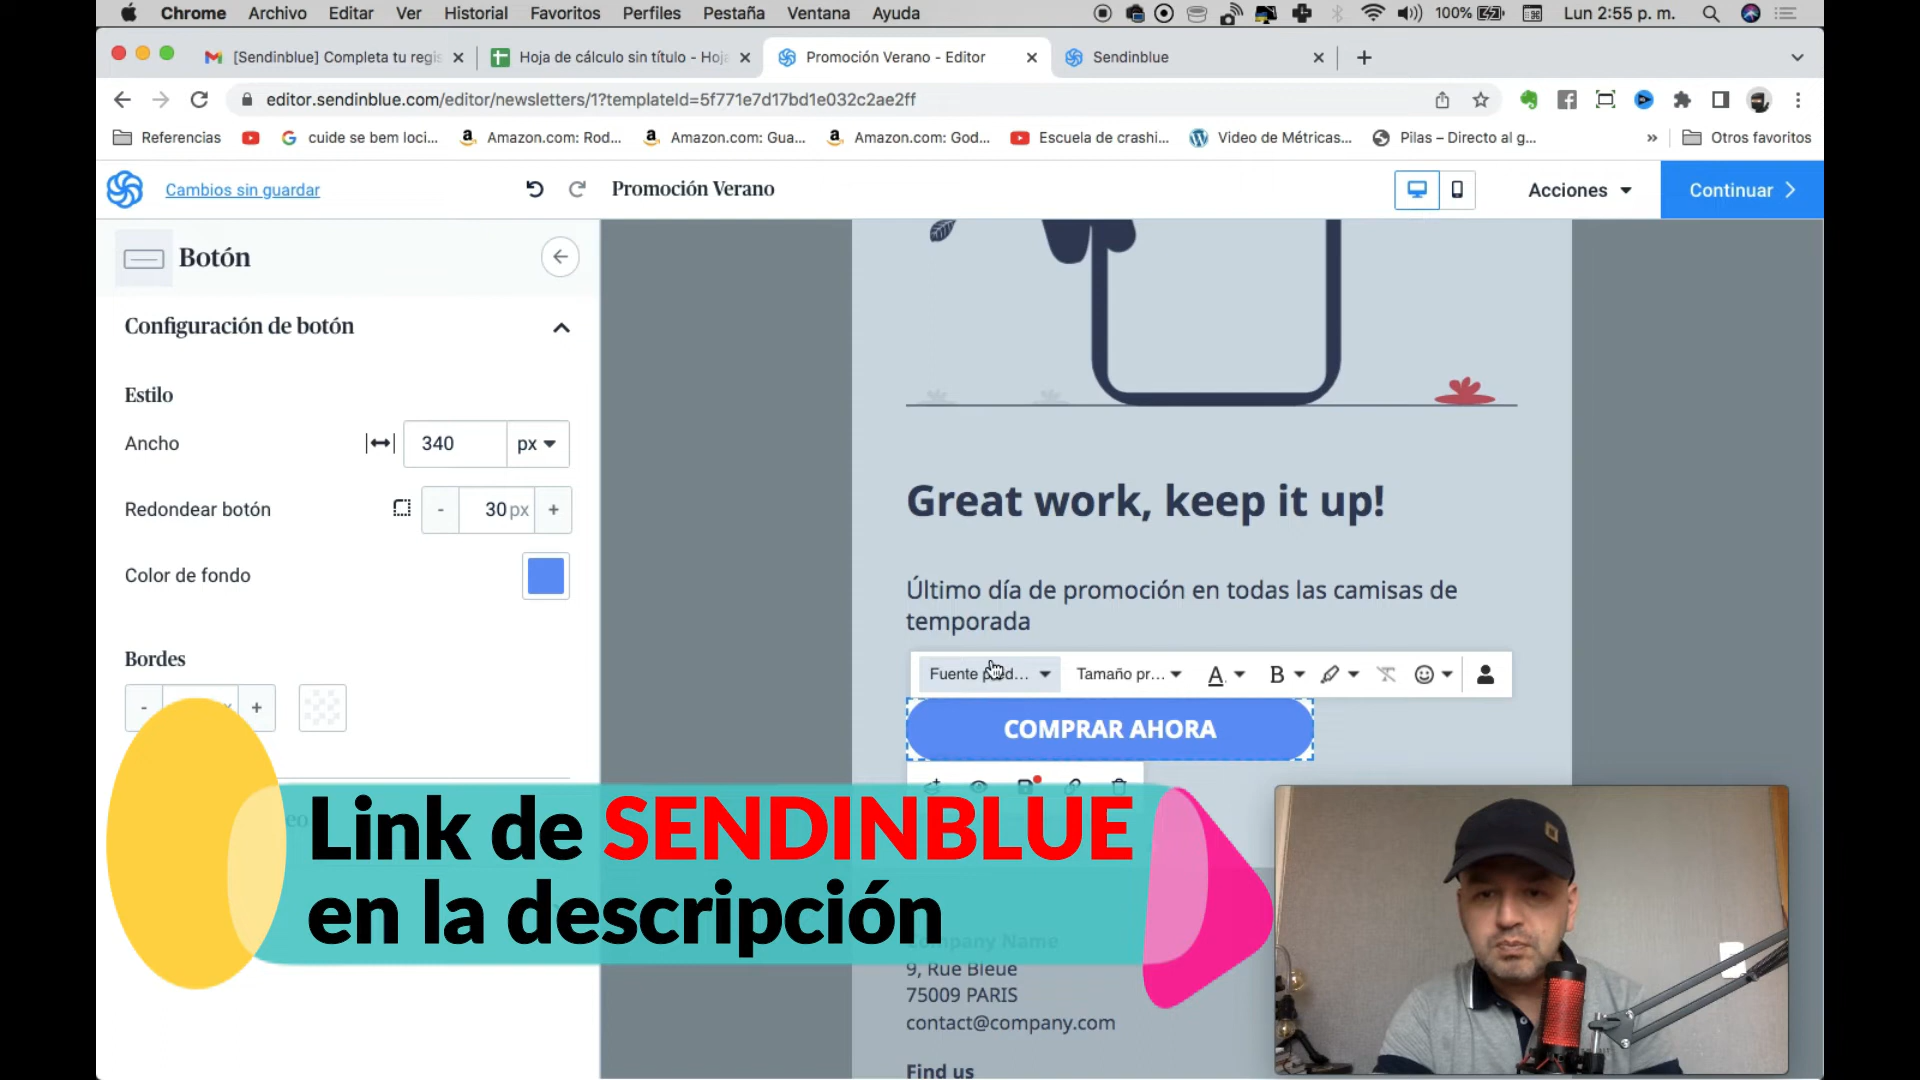 Chrome Archivo Editar Ver Historial Favoritos Perfiles Pestaña Ventana Ayuda 100% Lun 2:55 p. m.
[Sendinblue] Completa tu regis Hoja de cálculo sin título - Hoja Promoción Verano - Editor Sendinblue
editor.sendinblue.com/editor/newsletters/1?templateId=5f771e7d17bd1e032c2ae2ff
Referencias cuide se bem loci... Amazon.com: Rod... Amazon.com: Gua... Amazon.com: God... Escuela de crashi... Video de Métricas... Pilas – Directo al g... » Otros favoritos
Cambios sin guardar Promoción Verano Acciones Continuar
Botón
Configuración de botón
Estilo
Ancho 340 px
Redondear botón - 30 px +
Color de fondo
Bordes
- +
Great work, keep it up!
Último día de promoción en todas las camisas de
temporada
Fuente Tamaño pr... A B
COMPRAR AHORA
Link de SENDINBLUE
en la descripción
Company Name
9, Rue Bleue
75009 PARIS
contact@company.com
Find us